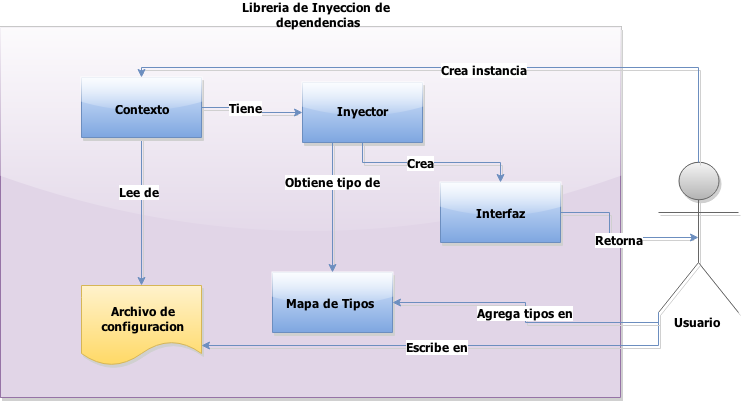 Libreria de Inyeccion de
dependencias
Crea instancia
Contexto
Tiene
Inyector
Crea
Obtiene tipo de
Lee de
Interfaz
Retorna
Archivo de
configuracion
Mapa de Tipos
Agrega tipos en
Usuario
Escribe en